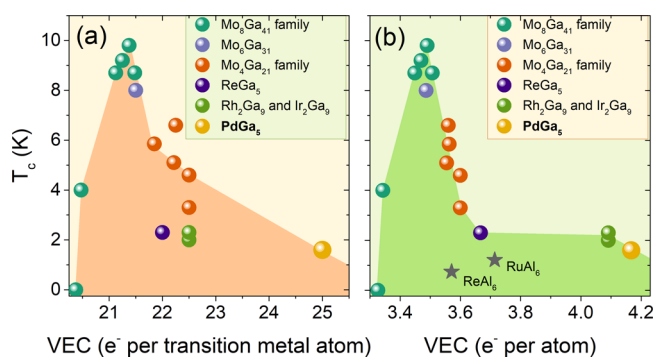 (a)
Mo₈Ga₄₁ family
Mo₆Ga₃₁
Mo₄Ga₂₁ family
ReGa₅
Rh₂Ga₉ and Ir₂Ga₉
PdGa₅
10
8
6
4
2
0
T_c (K)
21 22 23 24 25
VEC (e⁻ per transition metal atom)
(b)
Mo₈Ga₄₁ family
Mo₆Ga₃₁
Mo₄Ga₂₁ family
ReGa₅
Rh₂Ga₉ and Ir₂Ga₉
PdGa₅
ReAl₆
RuAl₆
3.4 3.6 3.8 4.0 4.2
VEC (e⁻ per atom)